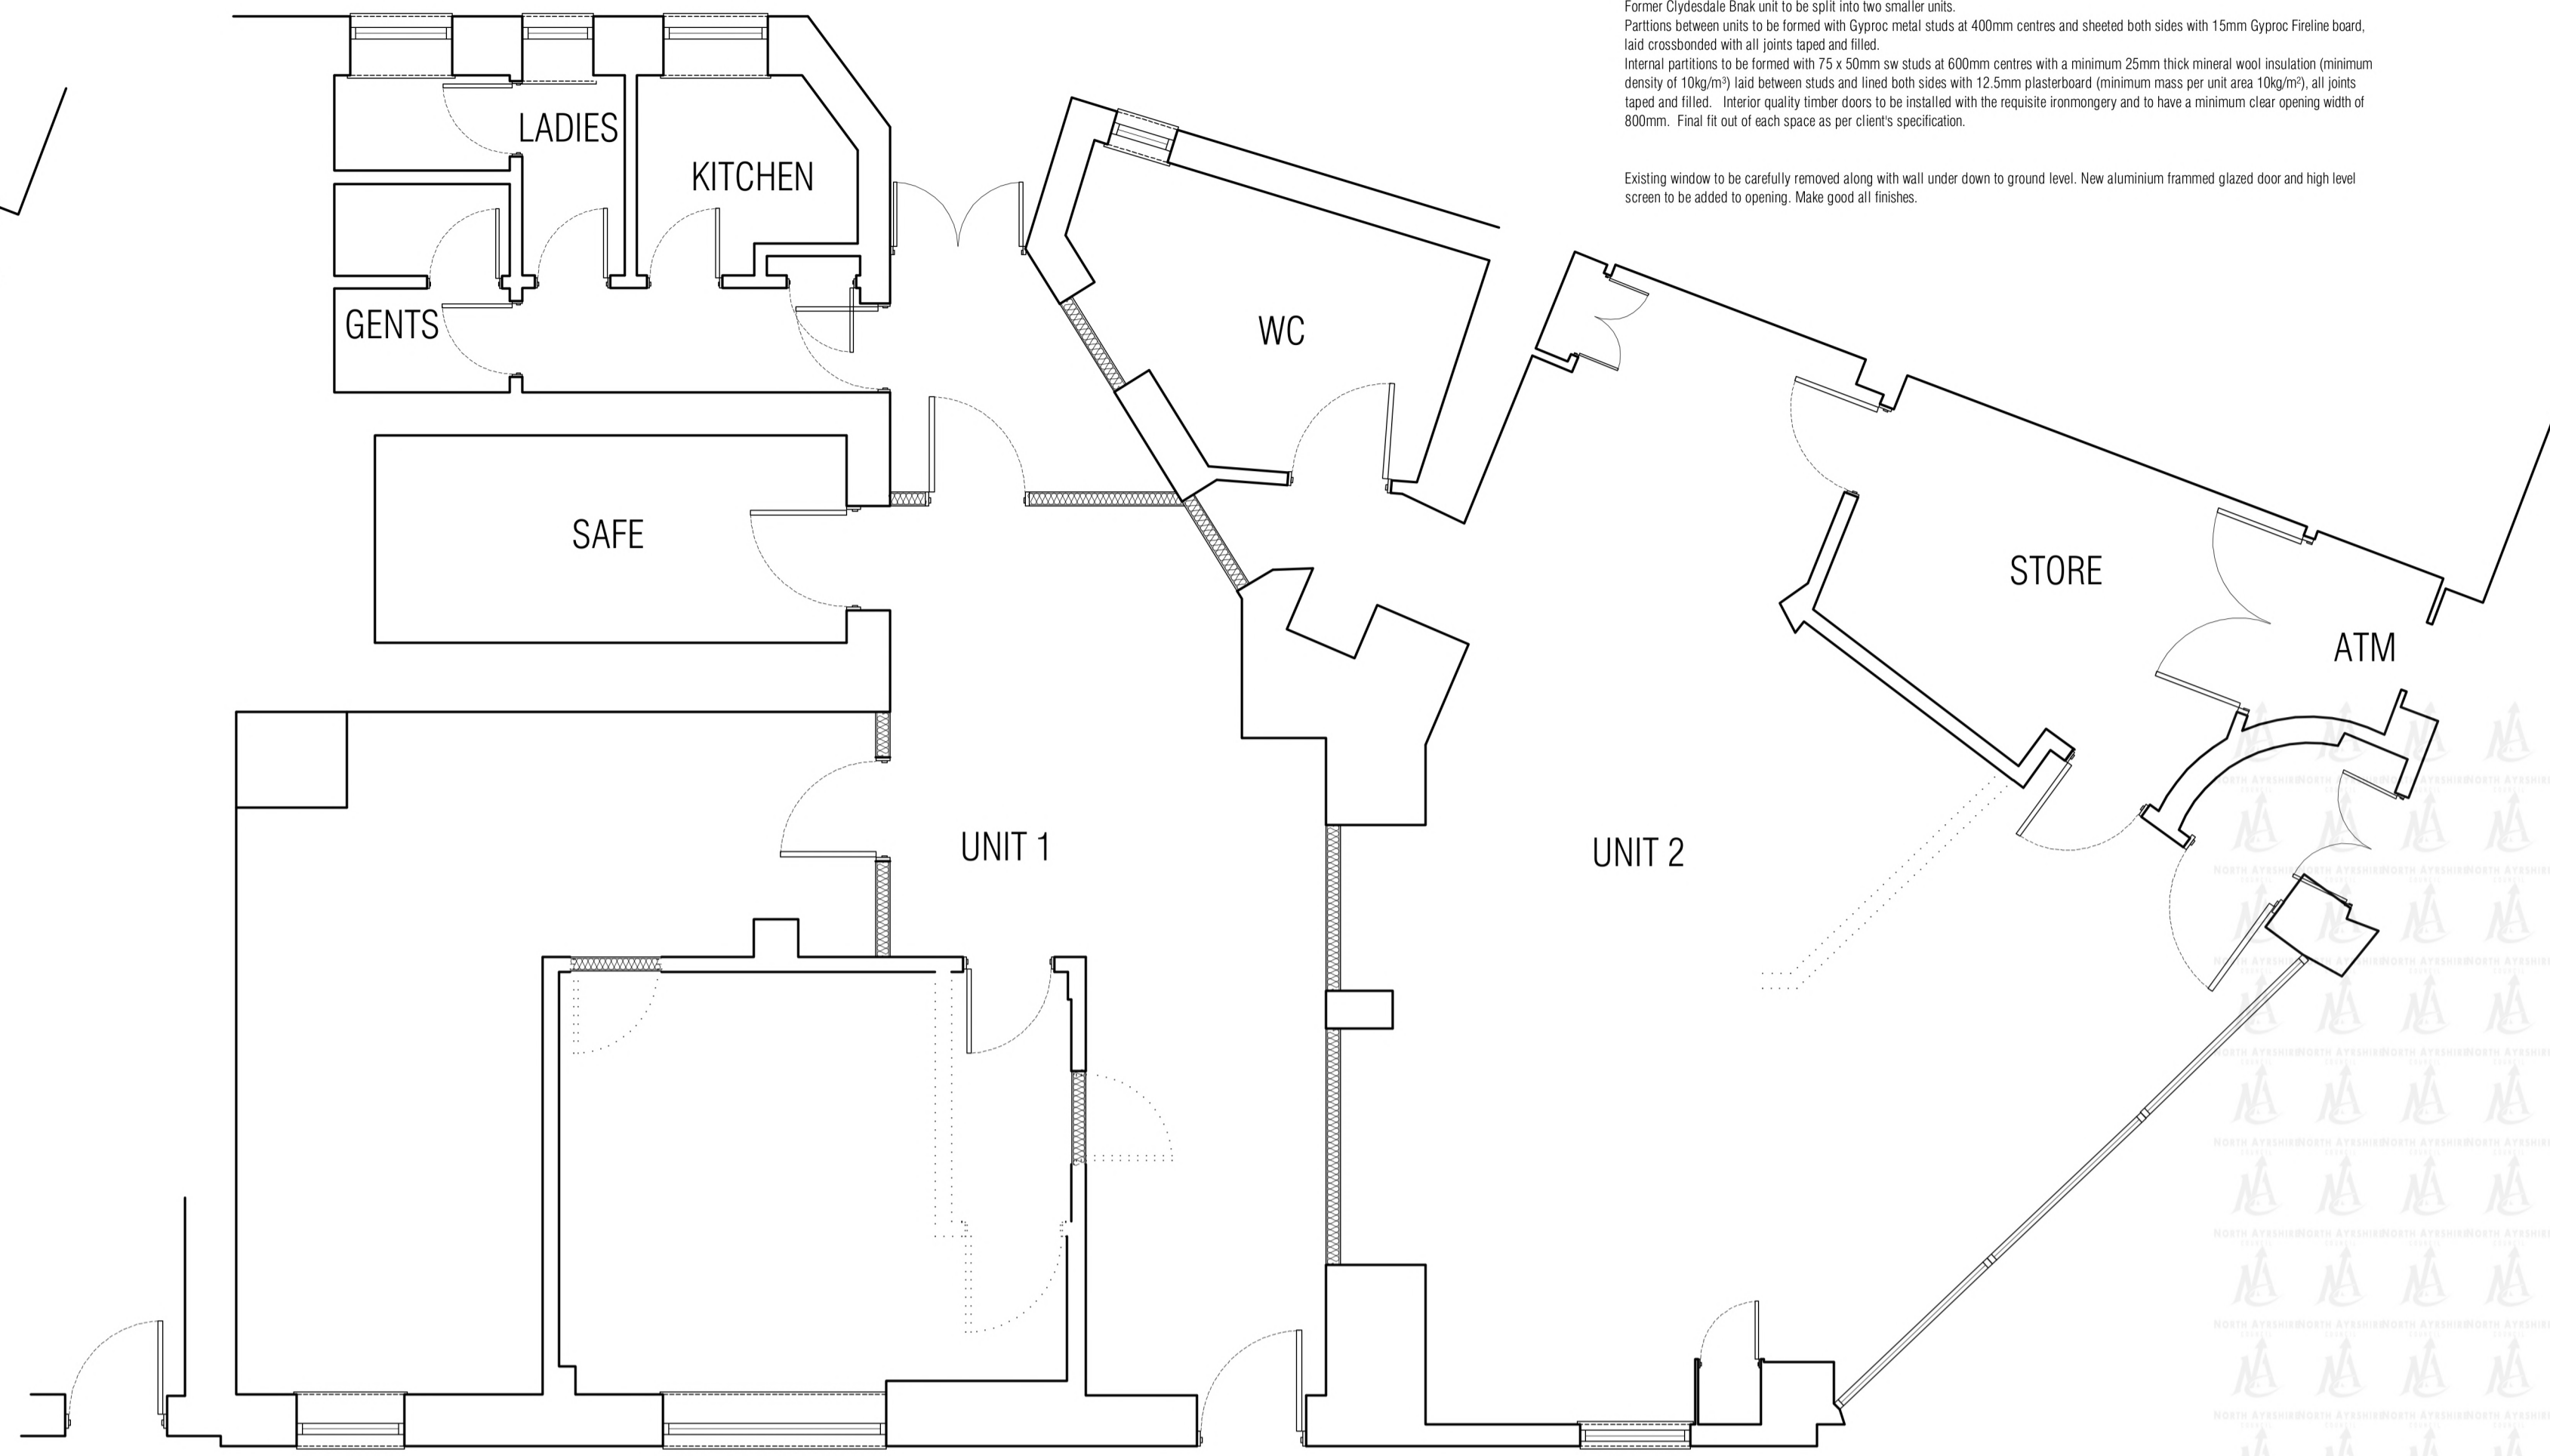 Former Clydesdale Bnak unit to be split into two smaller units.
Parttions between units to be formed with Gyproc metal studs at 400mm centres and sheeted both sides with 15mm Gyproc Fireline board,
laid crossbonded with all joints taped and filled.
Internal partitions to be formed with 75 x 50mm sw studs at 600mm centres with a minimum 25mm thick mineral wool insulation (minimum
density of 10kg/m³) laid between studs and lined both sides with 12.5mm plasterboard (minimum mass per unit area 10kg/m²), all joints
taped and filled. Interior quality timber doors to be installed with the requisite ironmongery and to have a minimum clear opening width of
800mm. Final fit out of each space as per client's specification.
Existing window to be carefully removed along with wall under down to ground level. New aluminium frammed glazed door and high level
screen to be added to opening. Make good all finishes.
LADIES
KITCHEN
GENTS
WC
SAFE
STORE
ATM
UNIT 1
UNIT 2